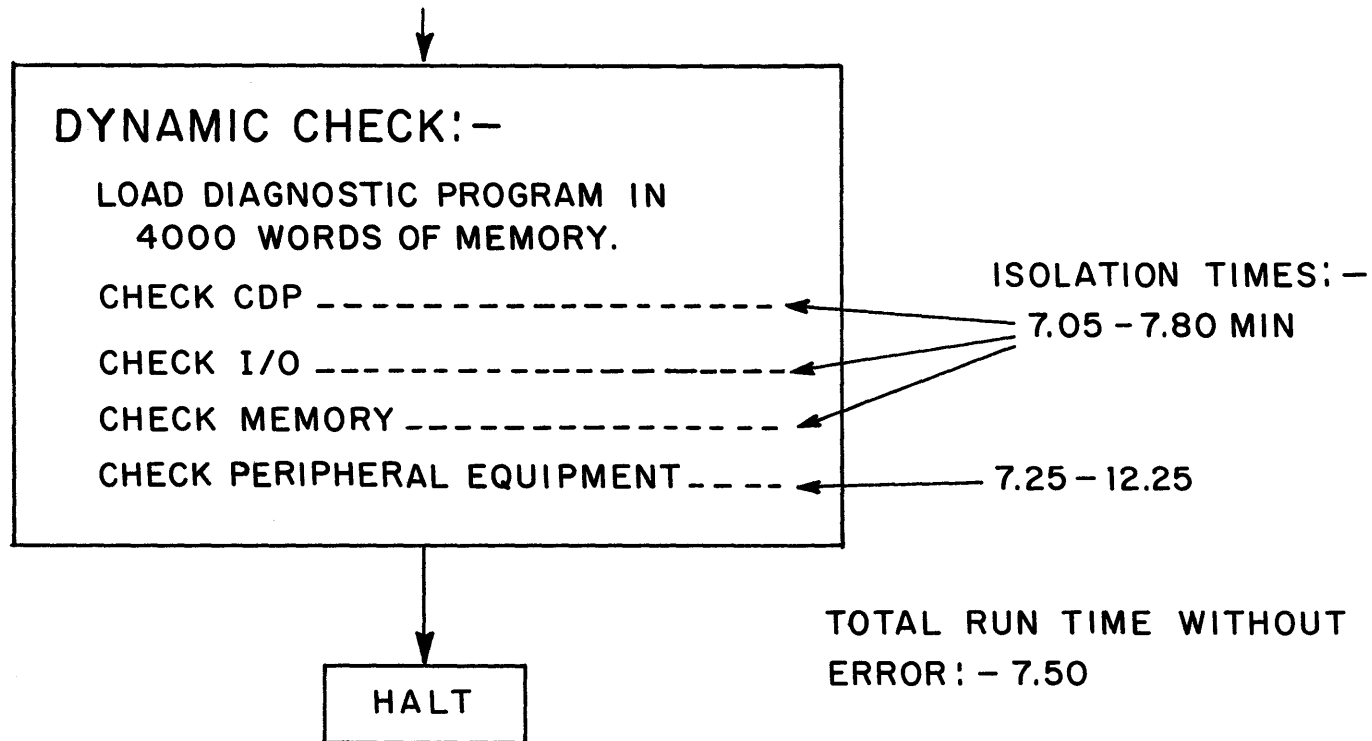 DYNAMIC CHECK:-
LOAD DIAGNOSTIC PROGRAM IN
4000 WORDS OF MEMORY.
CHECK CDP
CHECK I/O
CHECK MEMORY
CHECK PERIPHERAL EQUIPMENT
ISOLATION TIMES:-
7.05-7.80 MIN
7.25-12.25
TOTAL RUN TIME WITHOUT
ERROR:- 7.50
HALT